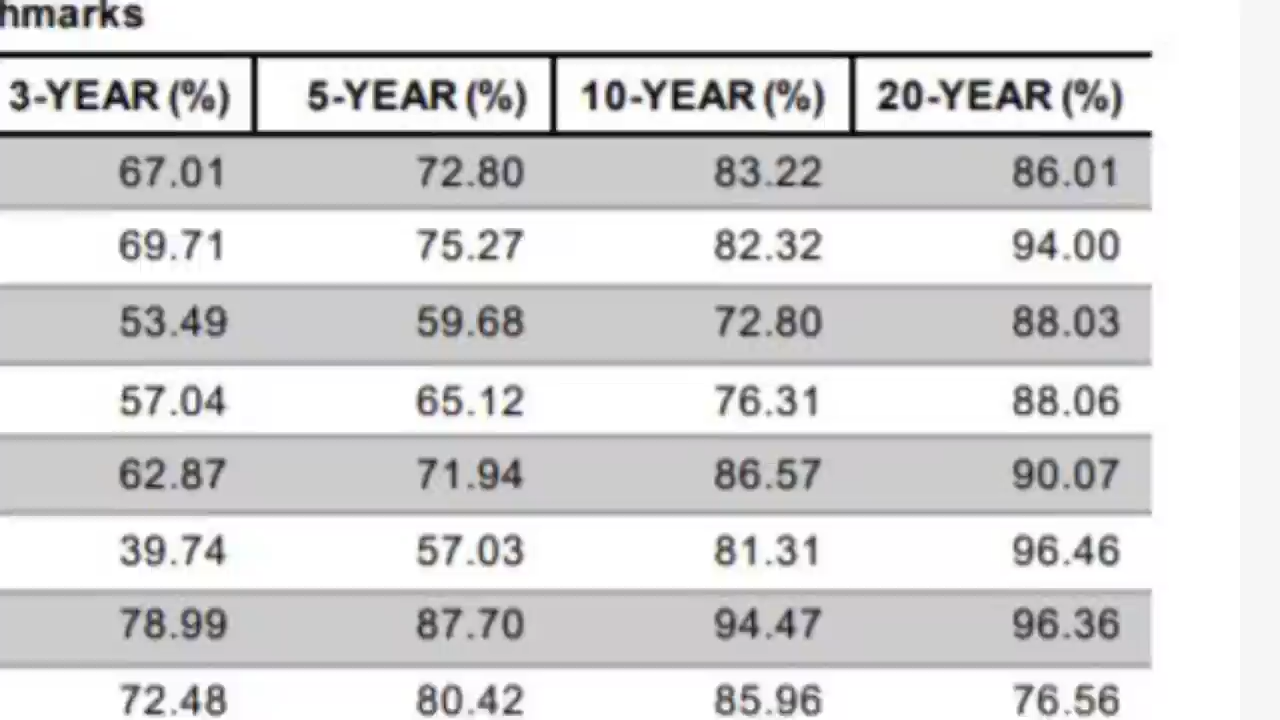 hmarks
3-YEAR (%) 5-YEAR (%) 10-YEAR (%) 20-YEAR (%)
67.01 72.80 83.22 86.01
69.71 75.27 82.32 94.00
53.49 59.68 72.80 88.03
57.04 65.12 76.31 88.06
62.87 71.94 86.57 90.07
39.74 57.03 81.31 96.46
78.99 87.70 94.47 96.36
72.48 80.42 85.96 76.56